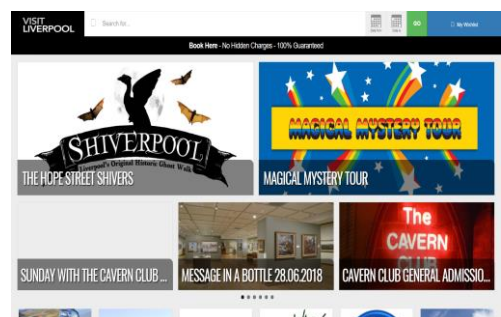 VISIT
LIVERPOOL
Search for...
GO
My Wishlist
Book Here - No Hidden Charges - 100% Guaranteed
SHIVERPOOL
Liverpool's Original Historic Ghost Walk
THE HOPE STREET SHIVERS
MAGICAL MYSTERY TOUR
MAGICAL MYSTERY TOUR
The
CAVERN
CLUB
SUNDAY WITH THE CAVERN CLUB ...
MESSAGE IN A BOTTLE 28.06.2018
CAVERN CLUB GENERAL ADMISSIO...